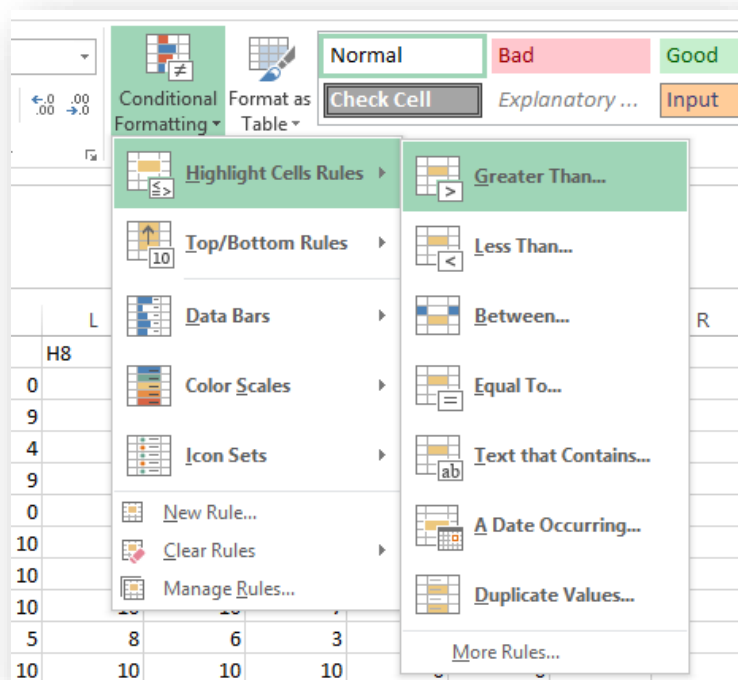 Normal
Bad
Good
Conditional Formatting
Format as Table
Check Cell
Explanatory ...
Input
Highlight Cells Rules
Top/Bottom Rules
Data Bars
Color Scales
Icon Sets
New Rule...
Clear Rules
Manage Rules...
Greater Than...
Less Than...
Between...
Equal To...
Text that Contains...
A Date Occurring...
Duplicate Values...
More Rules...
L
R
H8
0
9
4
9
0
10
10
10
5 8 6 3
10 10 10 10